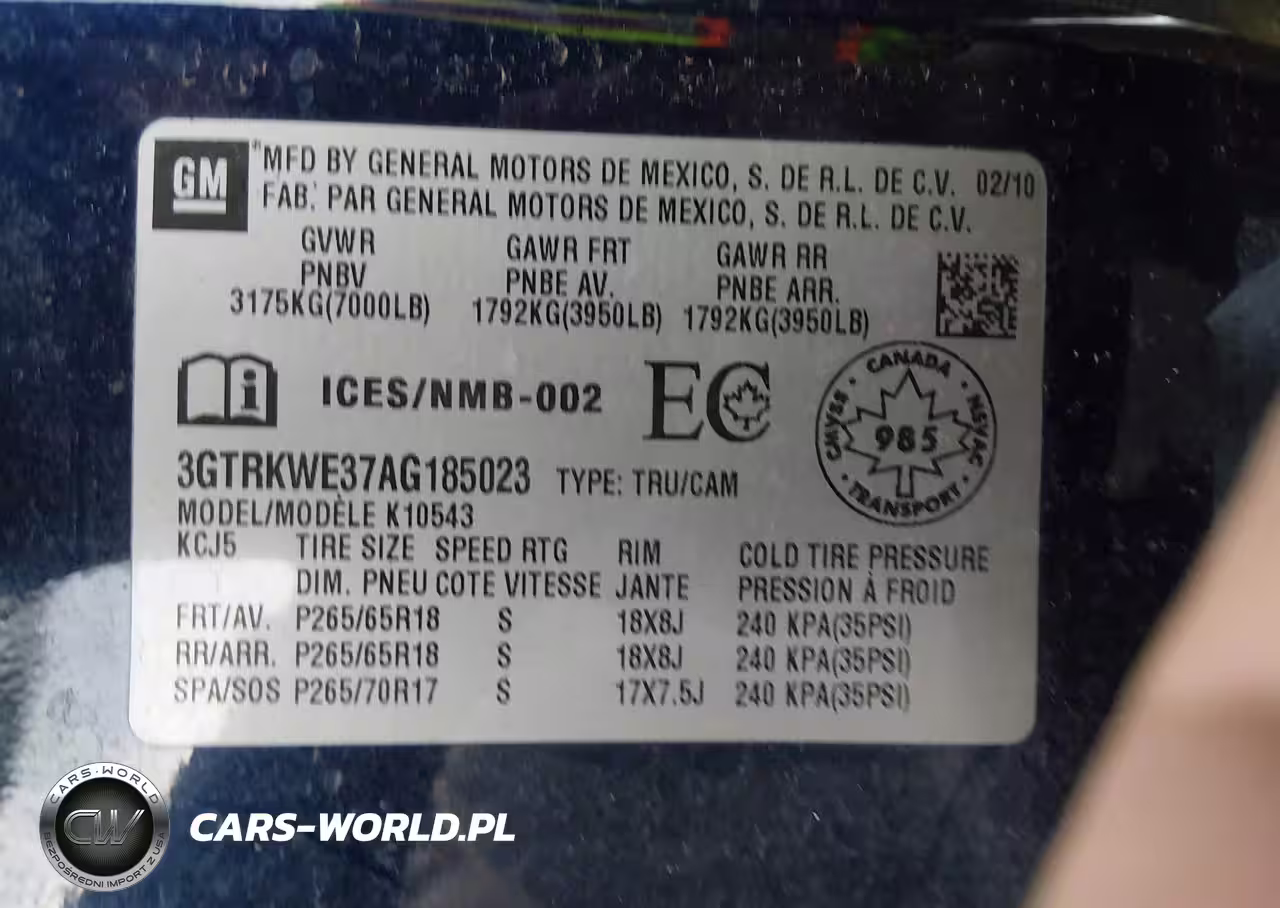 GM
*MFD BY GENERAL MOTORS DE MEXICO, S. DE R.L. DE C.V. 02/10
FAB. PAR GENERAL MOTORS DE MEXICO, S. DE R.L. DE C.V.
GVWR GAWR FRT GAWR RR
PNBV PNBE AV. PNBE ARR.
3175KG(7000LB) 1792KG(3950LB) 1792KG(3950LB)
i ICES/NMB-002 EC
CANADA
CMVSS 985 NSVAC
TRANSPORT
3GTRKWE37AG185023 TYPE: TRU/CAM
MODEL/MODÈLE K10543
KCJ5 TIRE SIZE SPEED RTG RIM COLD TIRE PRESSURE
DIM. PNEU COTE VITESSE JANTE PRESSION À FROID
FRT/AV. P265/65R18 S 18X8J 240 KPA(35PSI)
RR/ARR. P265/65R18 S 18X8J 240 KPA(35PSI)
SPA/SOS P265/70R17 S 17X7.5J 240 KPA(35PSI)
CARS-WORLD
CW
BEZPOŚREDNI IMPORT Z USA
CARS-WORLD.PL